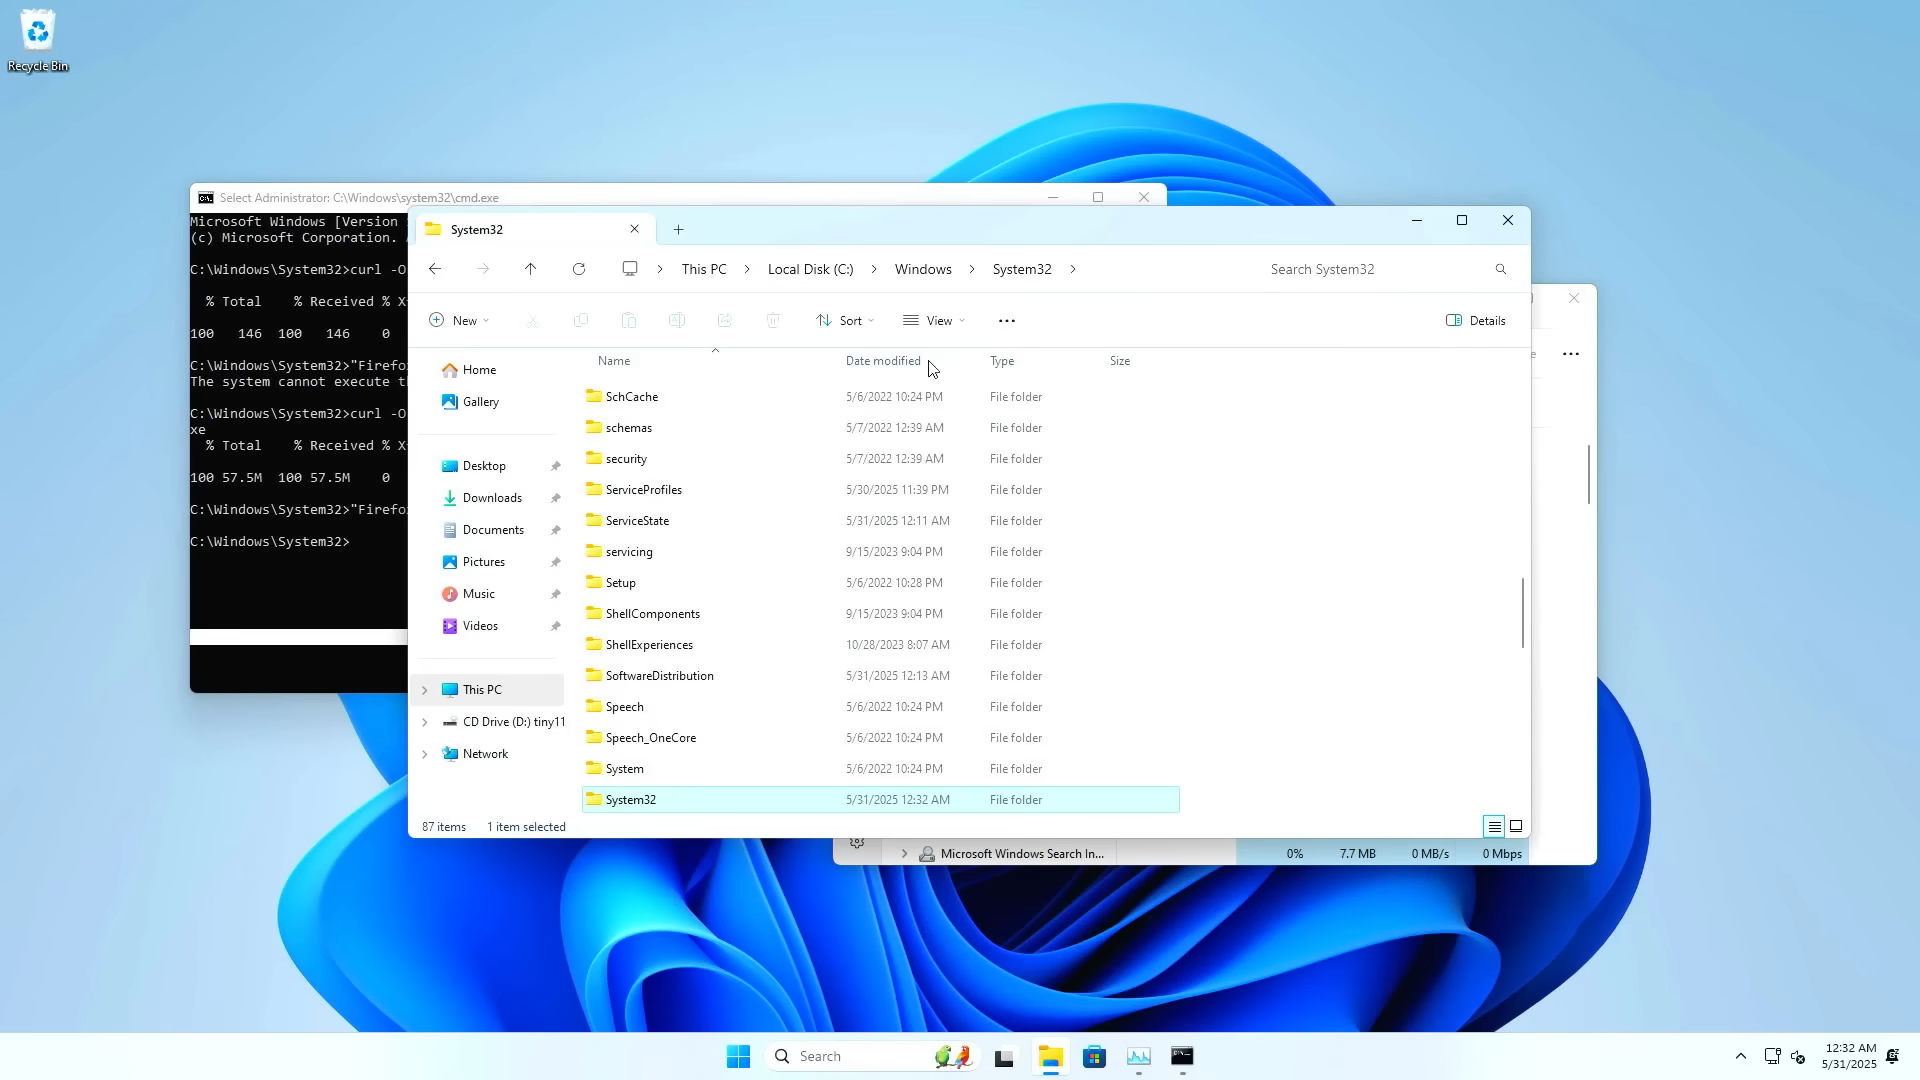 Recycle Bin
Select Administrator: C:\Windows\system32\cmd.exe
Microsoft Windows [Version
(c) Microsoft Corporation.
C:\Windows\System32>curl -O
% Total % Received % X
100 146 100 146 0
C:\Windows\System32>"Firefo
The system cannot execute t
C:\Windows\System32>curl -O
xe
% Total % Received % X
100 57.5M 100 57.5M 0
C:\Windows\System32>"Firefo
C:\Windows\System32>
System32
This PC > Local Disk (C:) > Windows > System32 >
Search System32
New
Sort
View
Details
Home
Gallery
Desktop
Downloads
Documents
Pictures
Music
Videos
This PC
CD Drive (D:) tiny11
Network
Name Date modified Type Size
SchCache 5/6/2022 10:24 PM File folder
schemas 5/7/2022 12:39 AM File folder
security 5/7/2022 12:39 AM File folder
ServiceProfiles 5/30/2025 11:39 PM File folder
ServiceState 5/31/2025 12:11 AM File folder
servicing 9/15/2023 9:04 PM File folder
Setup 5/6/2022 10:28 PM File folder
ShellComponents 9/15/2023 9:04 PM File folder
ShellExperiences 10/28/2023 8:07 AM File folder
SoftwareDistribution 5/31/2025 12:13 AM File folder
Speech 5/6/2022 10:24 PM File folder
Speech_OneCore 5/6/2022 10:24 PM File folder
System 5/6/2022 10:24 PM File folder
System32 5/31/2025 12:32 AM File folder
87 items 1 item selected
Microsoft Windows Search In... 0% 7.7 MB 0 MB/s 0 Mbps
Search
12:32 AM
5/31/2025